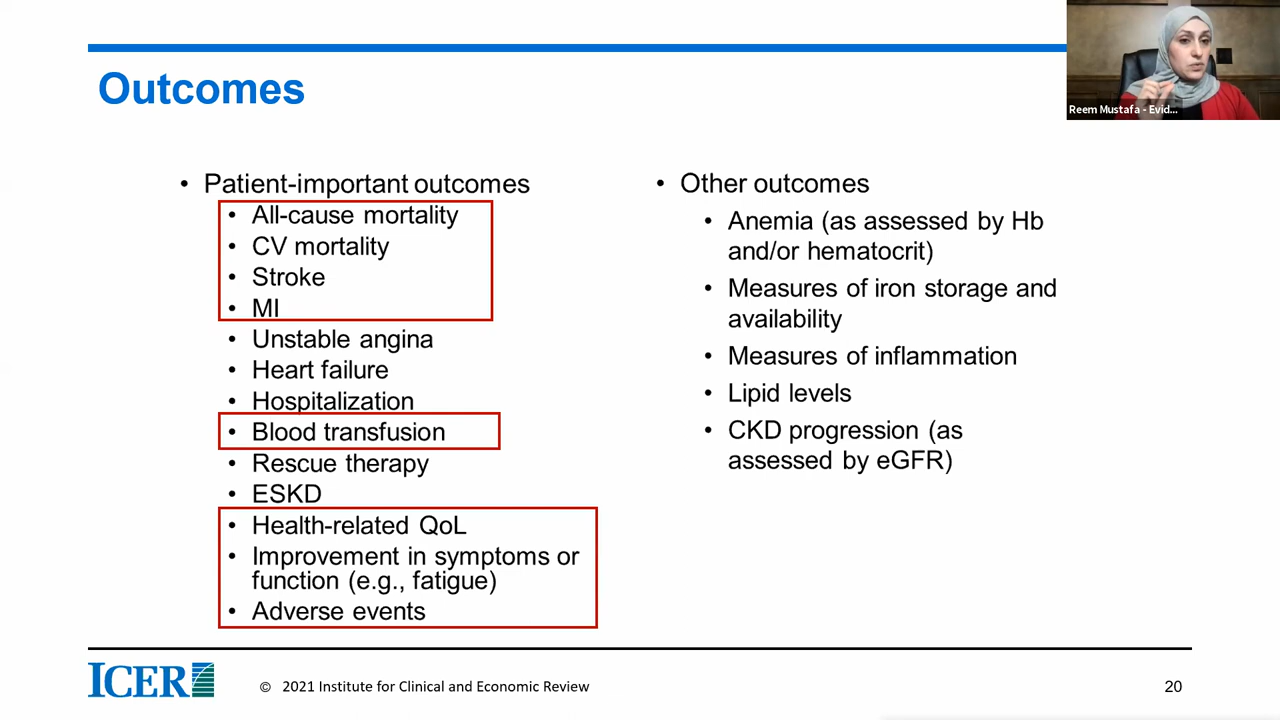 Outcomes
Reem Mustafa - Evid...
• Patient-important outcomes
• All-cause mortality
• CV mortality
• Stroke
• MI
• Unstable angina
• Heart failure
• Hospitalization
• Blood transfusion
• Rescue therapy
• ESKD
• Health-related QoL
• Improvement in symptoms or
function (e.g., fatigue)
• Adverse events
• Other outcomes
• Anemia (as assessed by Hb
and/or hematocrit)
• Measures of iron storage and
availability
• Measures of inflammation
• Lipid levels
• CKD progression (as
assessed by eGFR)
ICER
© 2021 Institute for Clinical and Economic Review
20